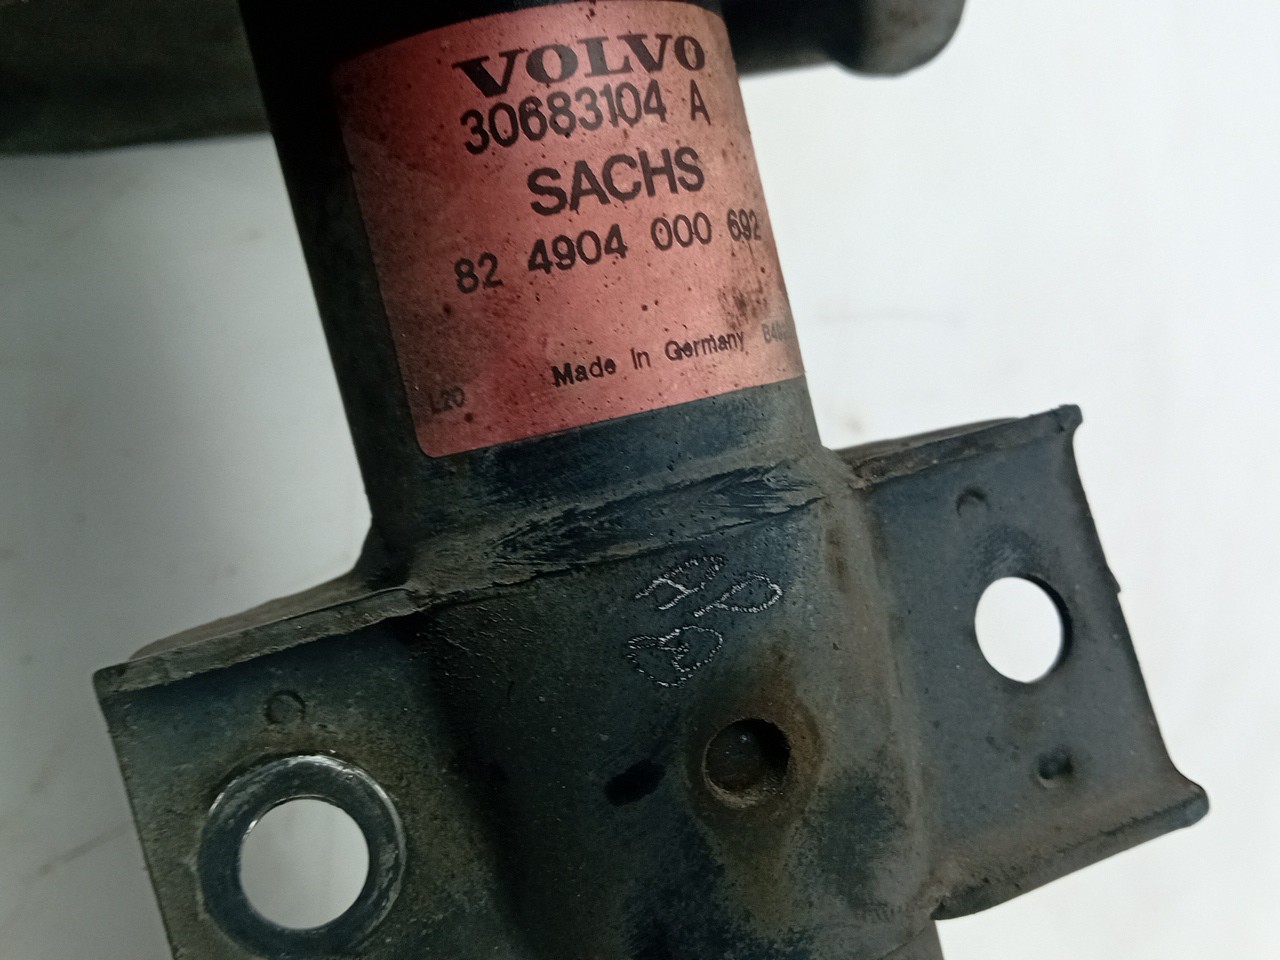 VOLVO
30683104 A
SACHS
82 4904 000 692
Made In Germany
L20